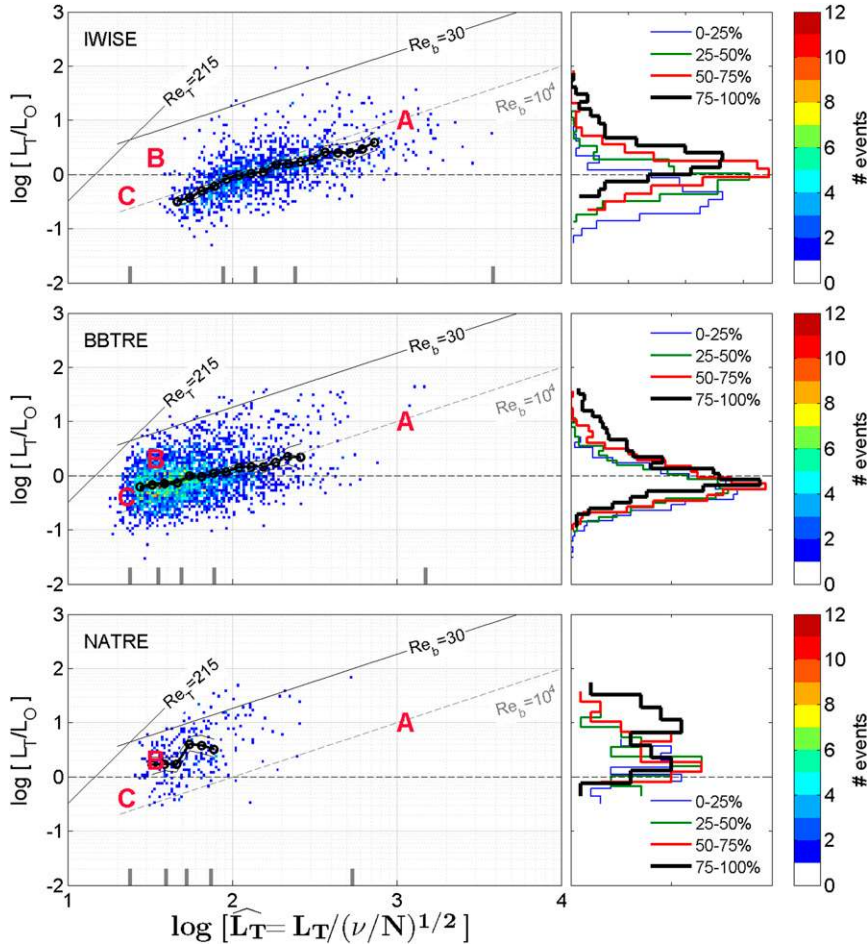 IWISE
log [ L_T/L_O ]
3
2
1
0
-1
-2
Re_T=215
Re_b=30
Re_b=10^4
A
B
C
0-25%
25-50%
50-75%
75-100%
12
10
8
6
4
2
0
# events
BBTRE
log [ L_T/L_O ]
3
2
1
0
-1
-2
Re_T=215
Re_b=30
Re_b=10^4
A
B
C
0-25%
25-50%
50-75%
75-100%
12
10
8
6
4
2
0
# events
NATRE
log [ L_T/L_O ]
3
2
1
0
-1
-2
Re_T=215
Re_b=30
Re_b=10^4
A
B
C
0-25%
25-50%
50-75%
75-100%
12
10
8
6
4
2
0
# events
1 2 3 4
log [\widehat{L_T}= L_T/(ν/N)^{1/2} ]